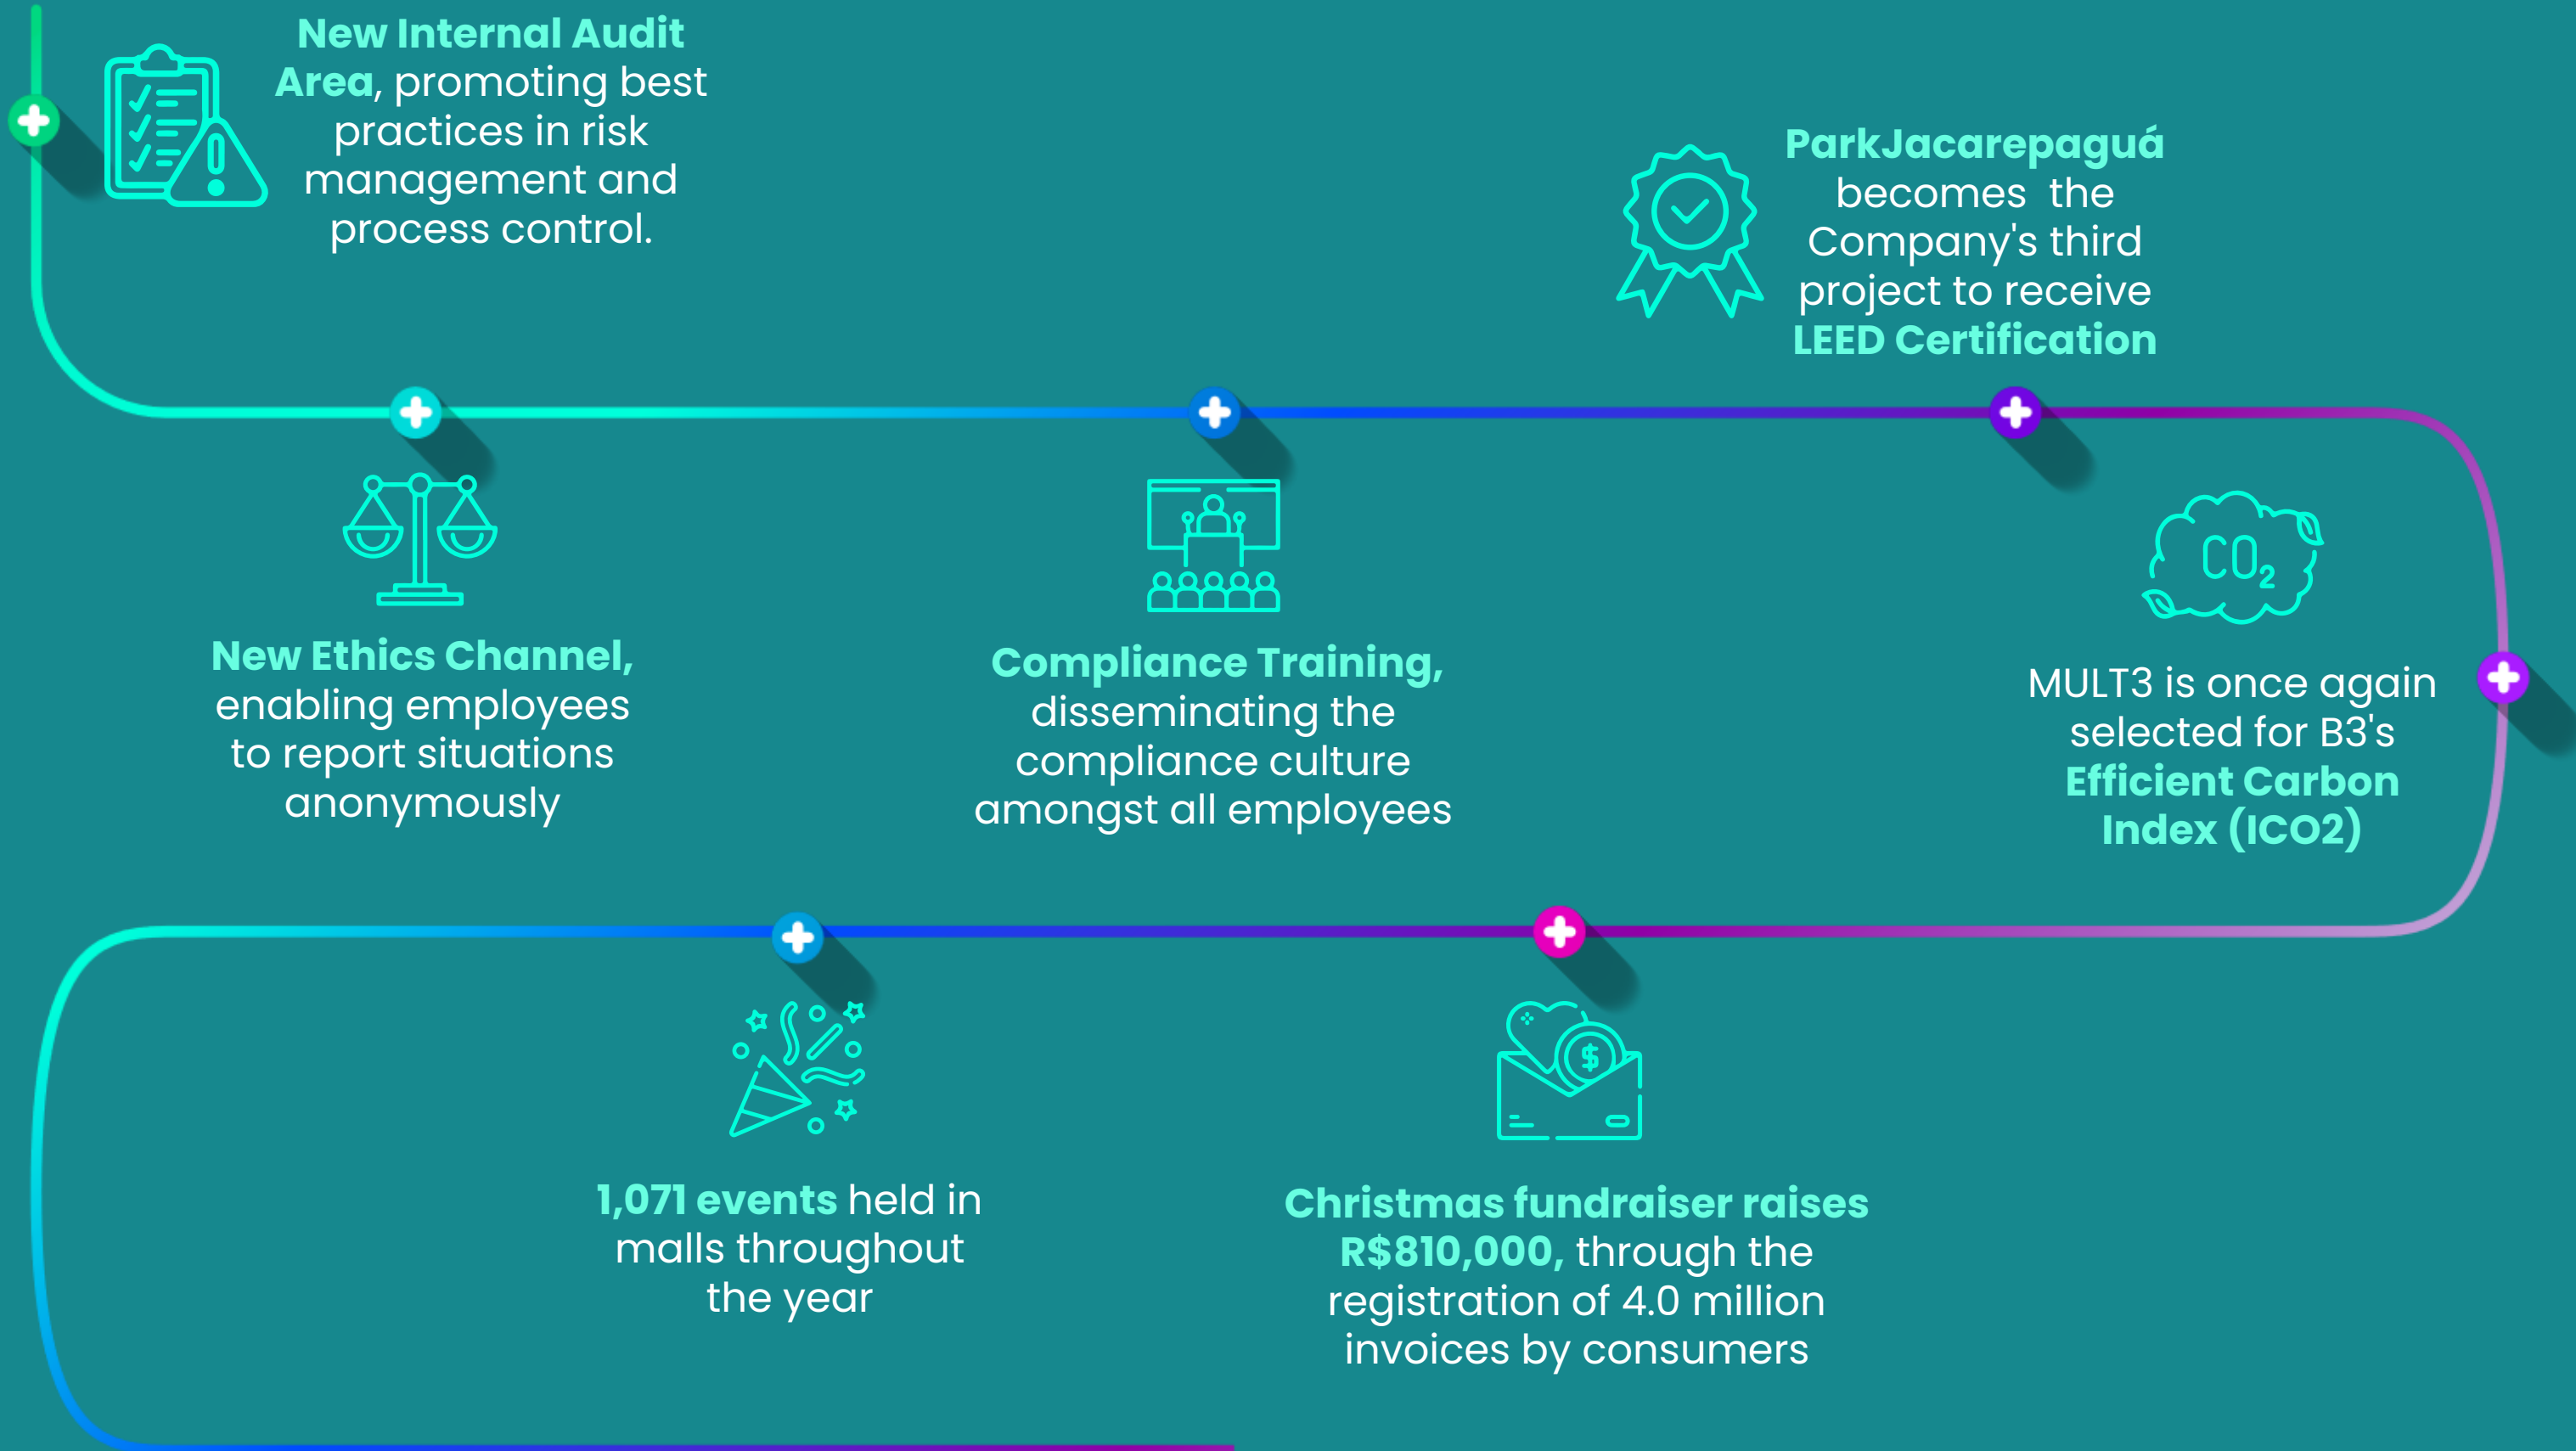 New Internal Audit
Area, promoting best
practices in risk
management and
process control.
ParkJacarepaguá
becomes  the
Company's third
project to receive
LEED Certification
New Ethics Channel,
enabling employees
to report situations
anonymously
Compliance Training,
disseminating the
compliance culture
amongst all employees
CO2
MULT3 is once again
selected for B3's
Efficient Carbon
Index (ICO2)
1,071 events held in
malls throughout
the year
$
Christmas fundraiser raises
R$810,000, through the
registration of 4.0 million
invoices by consumers